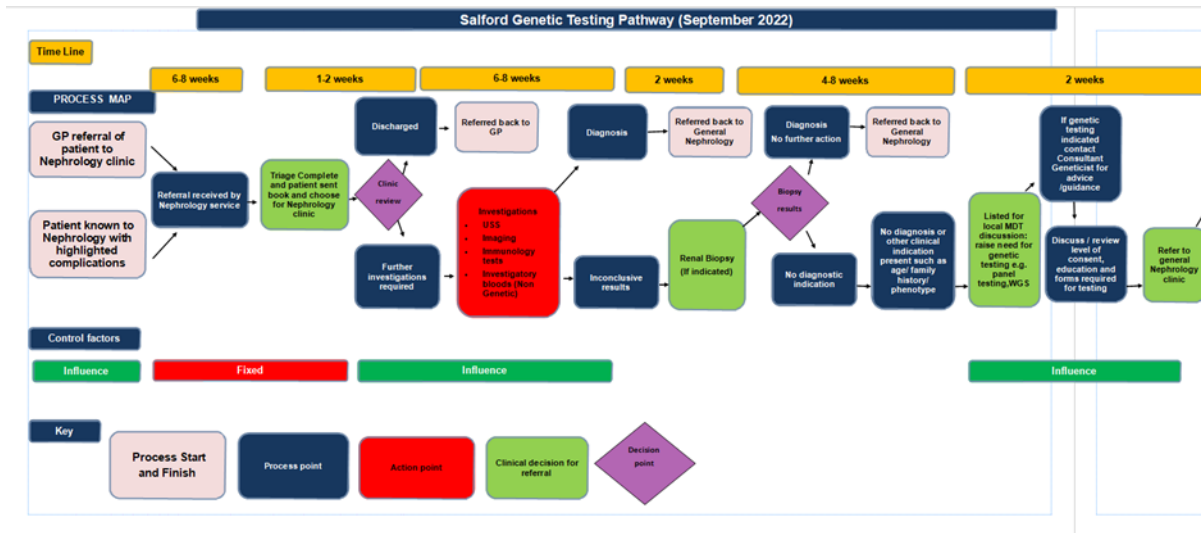 Salford Genetic Testing Pathway (September 2022)
Time Line
6-8 weeks
1-2 weeks
6-8 weeks
2 weeks
4-8 weeks
2 weeks
PROCESS MAP
GP referral of
patient to
Nephrology clinic
Patient known to
Nephrology with
highlighted
complications
Referral received by
Nephrology service
Triage Complete
and patient sent
book and choose
for Nephrology
clinic
Clinic
review
Discharged
Referred back to
GP
Further
investigations
required
Investigations
• USS
• Imaging
• Immunology
tests
• Investigatory
bloods (Non
Genetic)
Diagnosis
Referred back to
General
Nephrology
Inconclusive
results
Renal Biopsy
(If indicated)
Biopsy
results
Diagnosis
No further action
Referred back to
General
Nephrology
No diagnostic
indication
No diagnosis or
other clinical
indication
present such as
age/ family
history/
phenotype
Listed for
local MDT
discussion:
raise need for
genetic
testing e.g.
panel
testing,WGS
If genetic
testing
indicated
contact
Consultant
Geneticist for
advice
/guidance
Discuss / review
level of
consent,
education and
forms required
for testing
Refer to
general
Nephrology
clinic
Control factors
Influence
Fixed
Influence
Influence
Key
Process Start
and Finish
Process point
Action point
Clinical decision for
referral
Decision
point